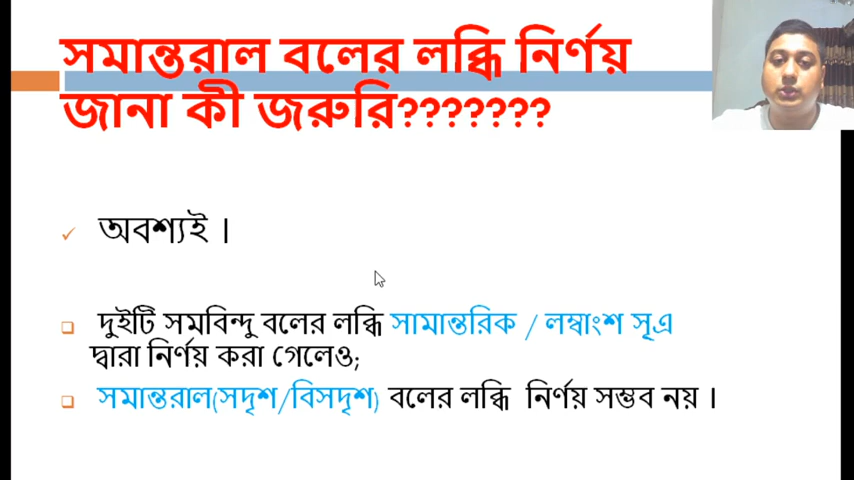 সমান্তরাল বলের লব্ধি নির্ণয়
জানা কী জরুরি???????
অবশ্যই ।
দুইটি সমবিন্দু বলের লব্ধি সামান্তরিক / লম্বাংশ সূএ
দ্বারা নির্ণয় করা গেলেও;
সমান্তরাল(সদৃশ/বিসদৃশ) বলের লব্ধি নির্ণয় সম্ভব নয় ।